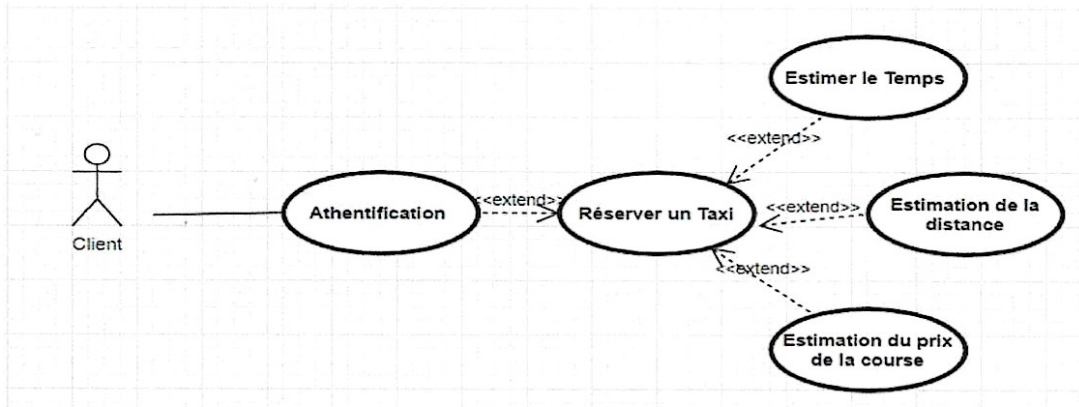 Estimer le Temps
<<extend>>
Client
Athentification
<<extend>>
Réserver un Taxi
<<extend>>
Estimation de la
distance
<<extend>>
Estimation du prix
de la course